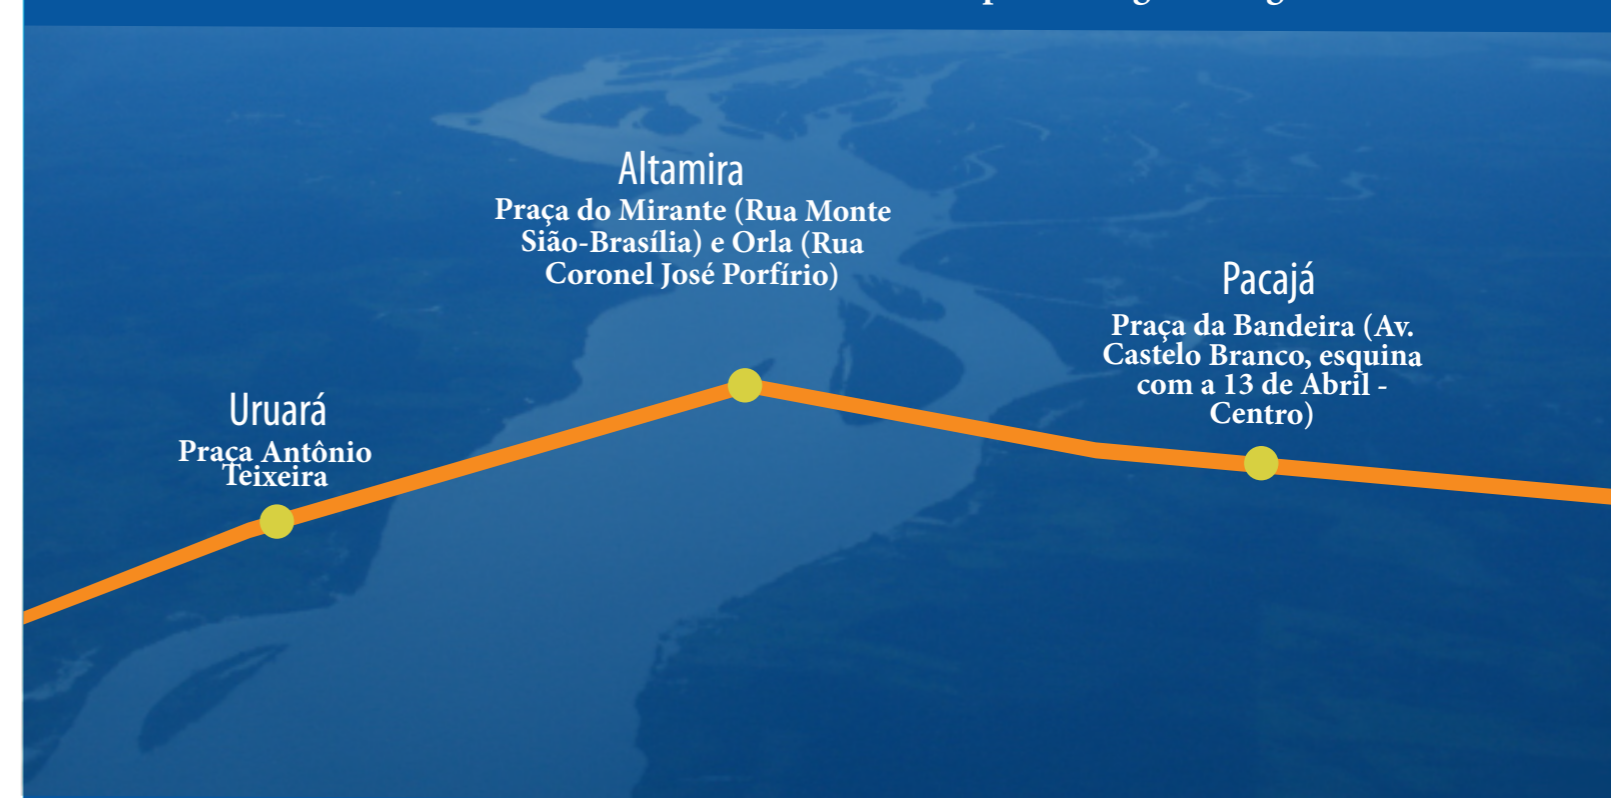 Altamira
Praça do Mirante (Rua Monte
Sião-Brasília) e Orla (Rua
Coronel José Porfírio)
Pacajá
Praça da Bandeira (Av.
Castelo Branco, esquina
com a 13 de Abril -
Centro)
Uruará
Praça Antônio
Teixeira